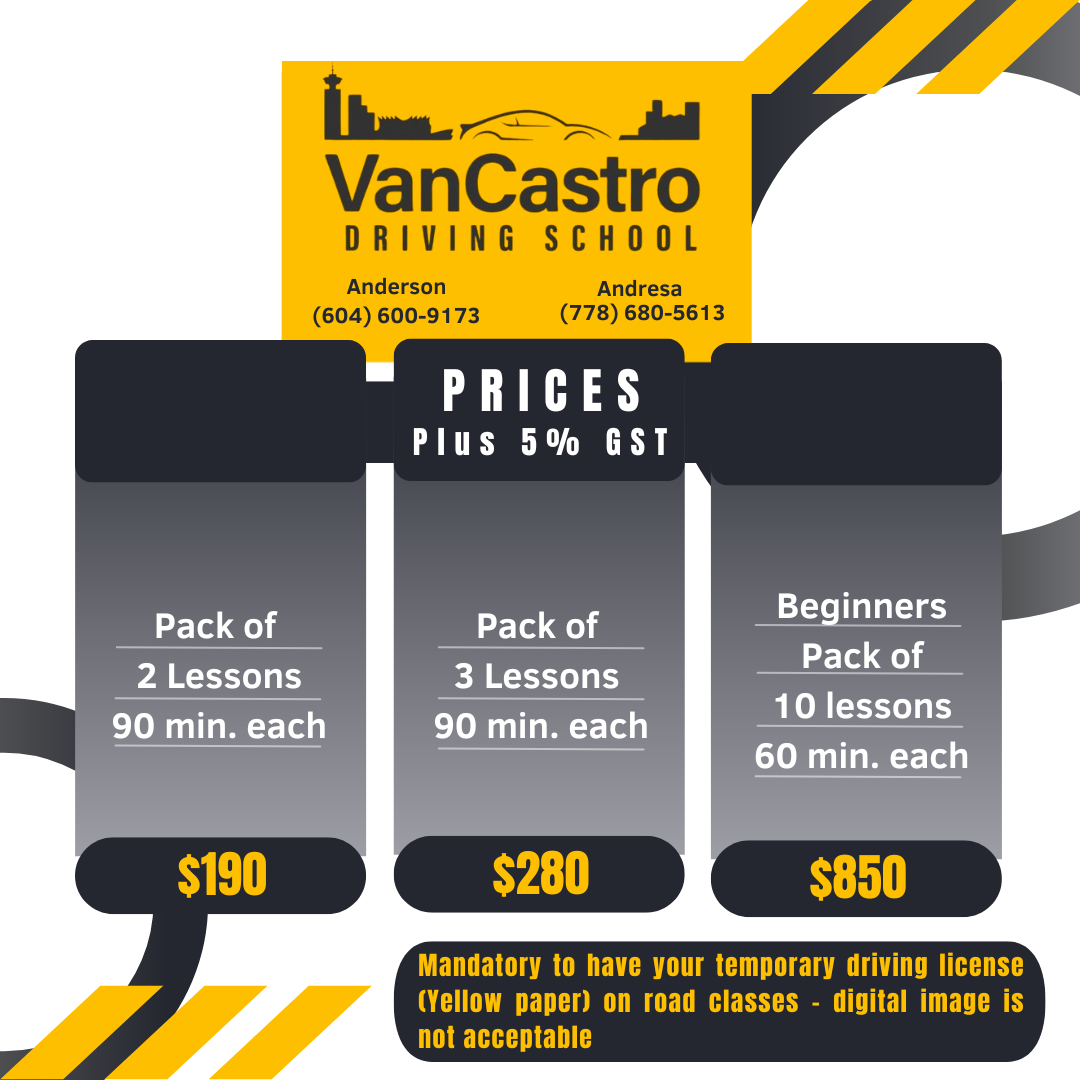 VanCastro
DRIVING SCHOOL
Anderson
(604) 600-9173
Andresa
(778) 680-5613
PRICES
Plus 5% GST
Pack of
2 Lessons
90 min. each
$190
Pack of
3 Lessons
90 min. each
$280
Beginners
Pack of
10 lessons
60 min. each
$850
Mandatory to have your temporary driving license
(Yellow paper) on road classes - digital image is
not acceptable